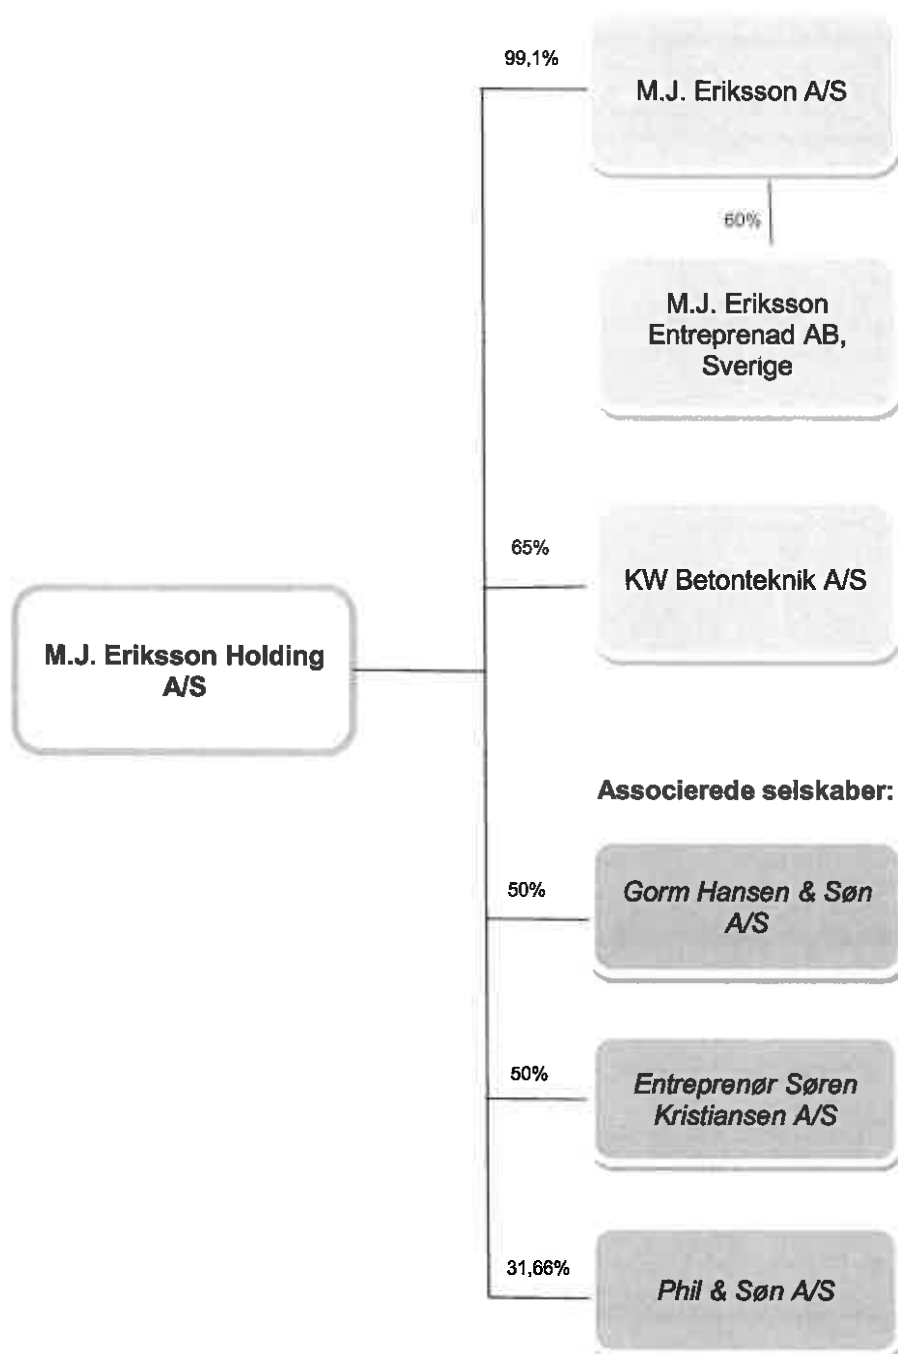 99,1%
M.J. Eriksson A/S
60%
M.J. Eriksson
Entreprenad AB,
Sverige
65%
KW Betonteknik A/S
M.J. Eriksson Holding
A/S
Associerede selskaber:
50%
Gorm Hansen & Søn
A/S
50%
Entreprenør Søren
Kristiansen A/S
31,66%
Phil & Søn A/S